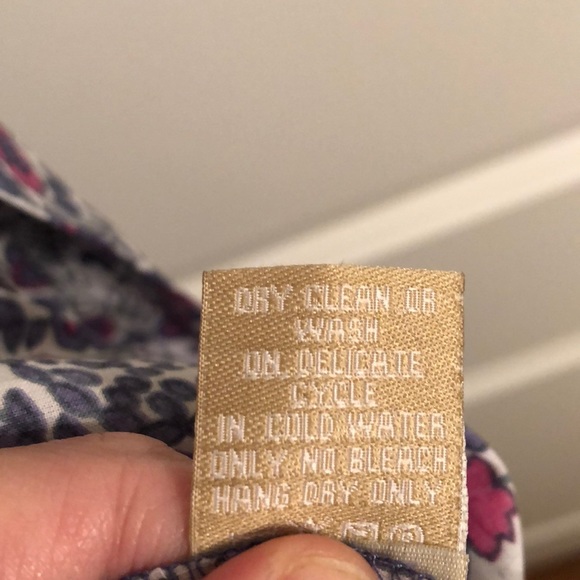 DRY CLEAN OR
WASH
ON DELICATE
CYCLE
IN COLD WATER
ONLY NO BLEACH
HANG DRY ONLY